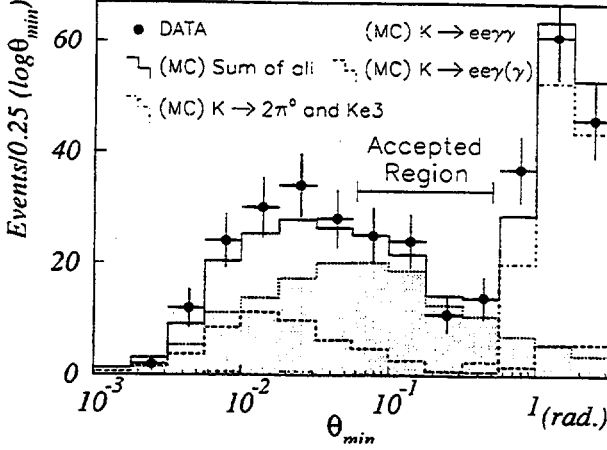 60
40
20
0
Events/0.25 (logθmin)
DATA
(MC) K → eeγγ
(MC) Sum of all
(MC) K → eeγ(γ)
(MC) K → 2π° and Ke3
Accepted
Region
10-3
10-2
10-1
1 (rad.)
θmin